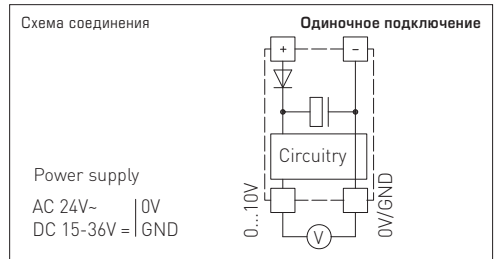 Схема соединения
Одиночное подключение
+ −
Circuitry
Power supply
AC 24V~ 0V
DC 15-36V = GND
0...10V
0V/GND
V